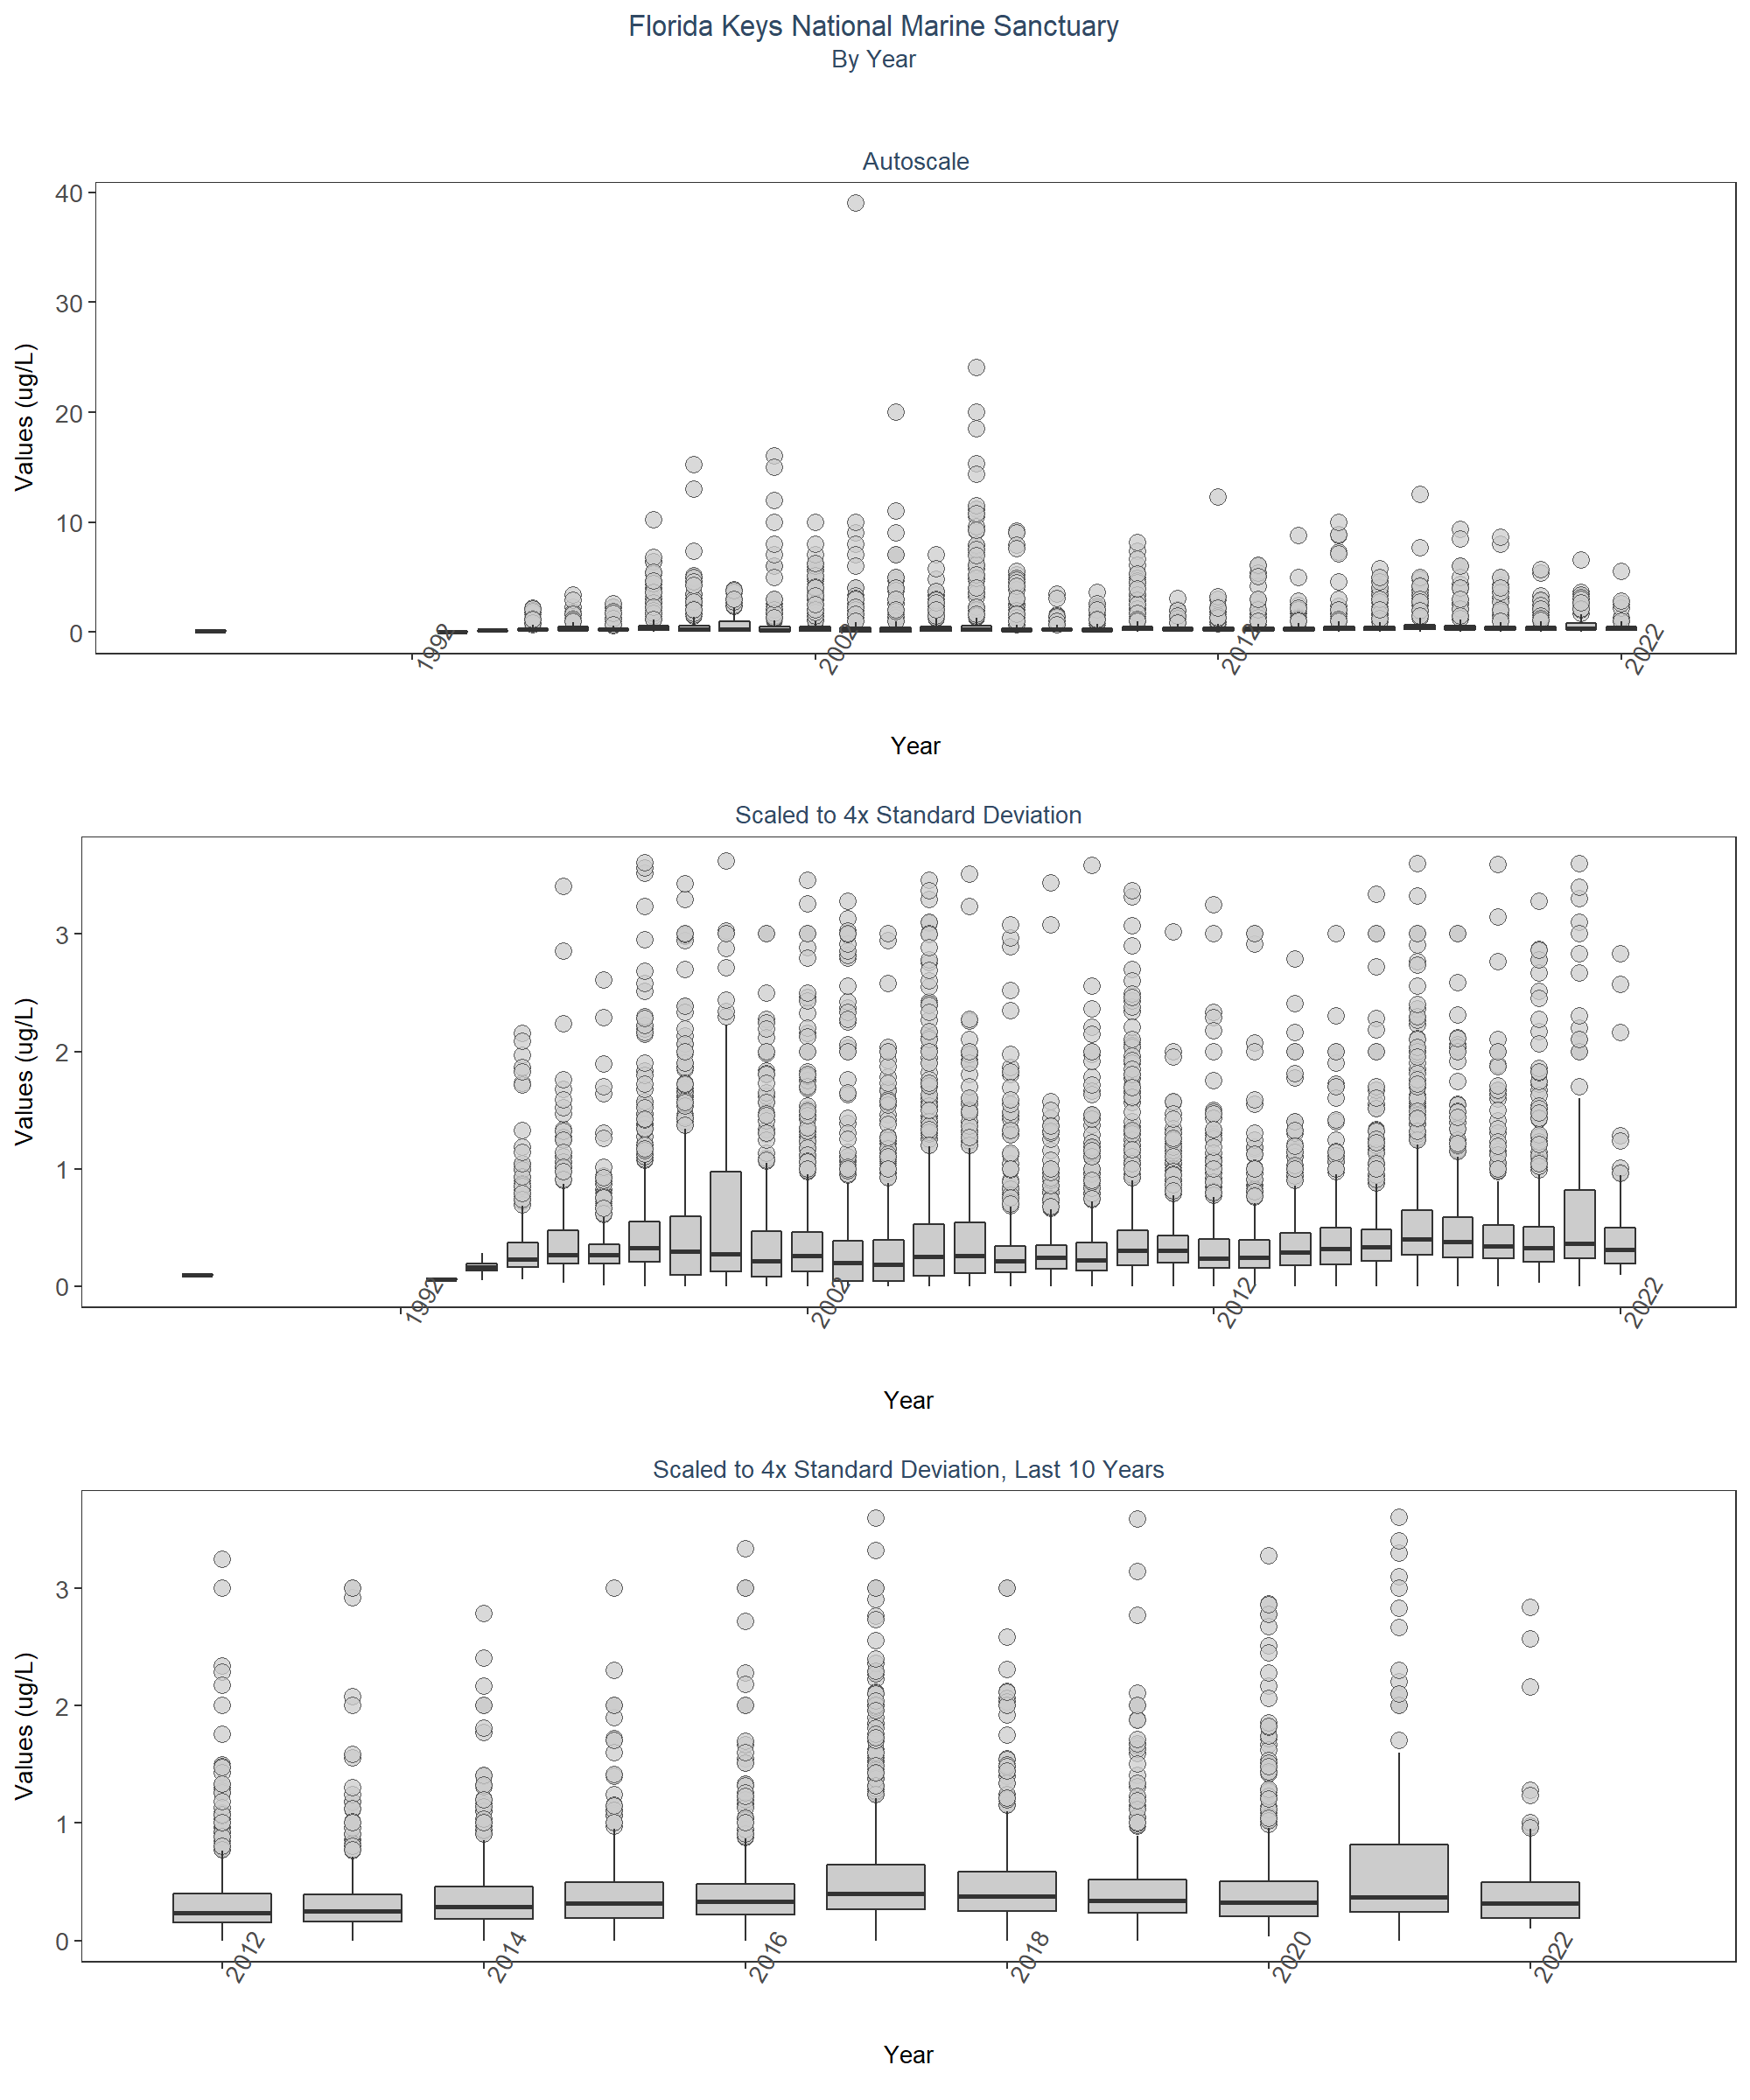 Florida Keys National Marine Sanctuary
By Year
Autoscale
Values (ug/L)
40
30
20
10
0
1992
2002
2012
2022
Year
Scaled to 4x Standard Deviation
Values (ug/L)
3
2
1
0
1992
2002
2012
2022
Year
Scaled to 4x Standard Deviation, Last 10 Years
Values (ug/L)
3
2
1
0
2012
2014
2016
2018
2020
2022
Year